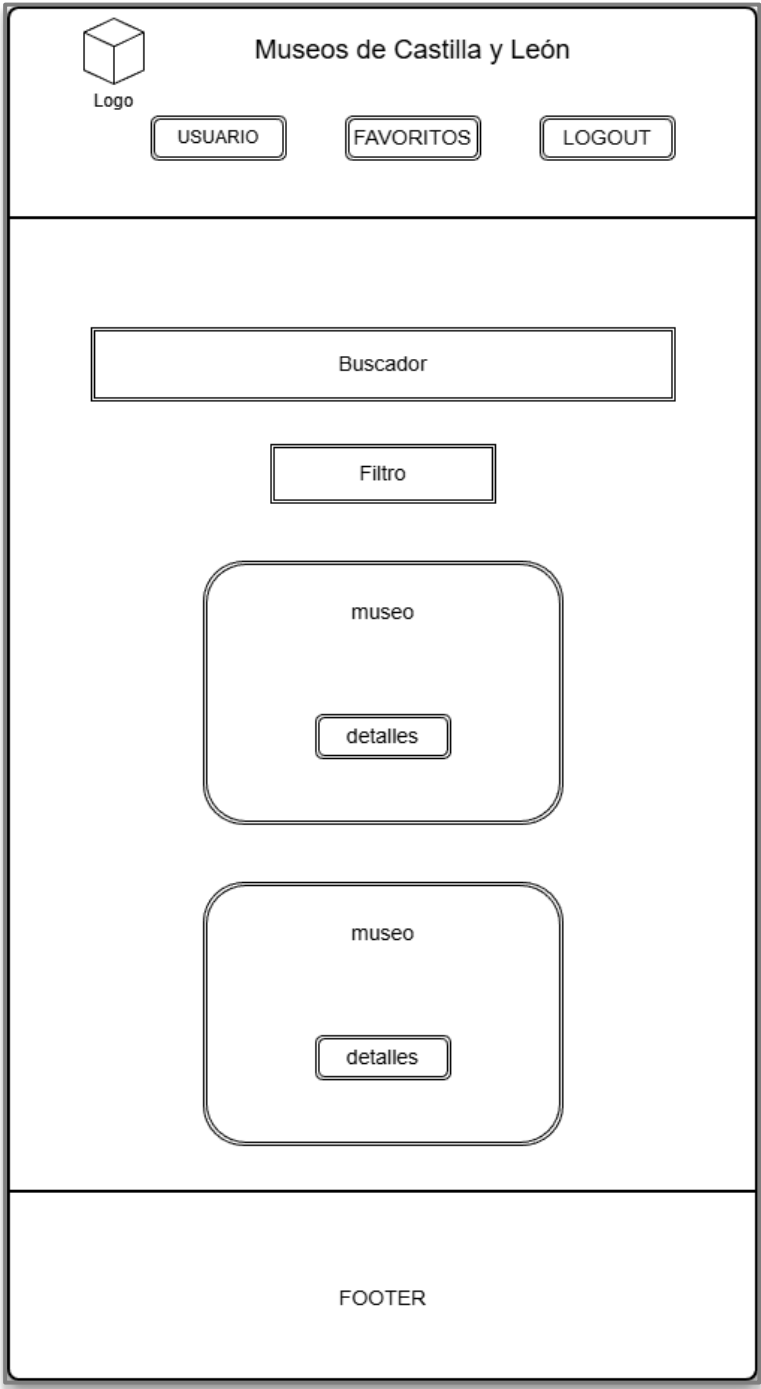 Museos de Castilla y León
Logo
USUARIO
FAVORITOS
LOGOUT
Buscador
Filtro
museo
detalles
museo
detalles
FOOTER